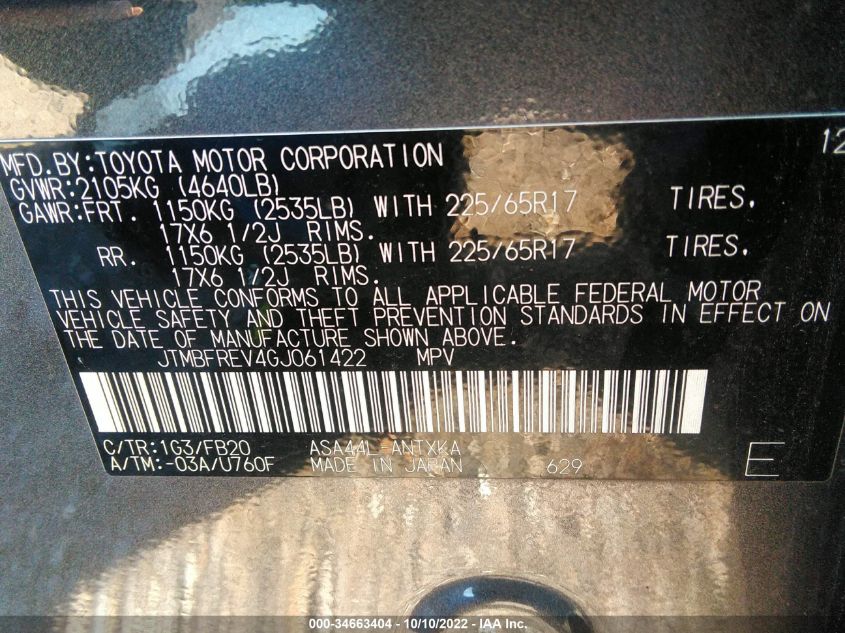 MFD.BY:TOYOTA MOTOR CORPORATION 12
GVWR:2105KG (4640LB)
GAWR:FRT. 1150KG (2535LB) WITH 225/65R17 TIRES.
17X6 1/2J RIMS.
RR. 1150KG (2535LB) WITH 225/65R17 TIRES.
17X6 1/2J RIMS.
THIS VEHICLE CONFORMS TO ALL APPLICABLE FEDERAL MOTOR
VEHICLE SAFETY AND THEFT PREVENTION STANDARDS IN EFFECT ON
THE DATE OF MANUFACTURE SHOWN ABOVE.
JTMBFREV4GJ061422 MPV
C/TR:1G3/FB20 ASA44L-ANTXKA
A/TM:-03A/U760F MADE IN JAPAN 629 E
000-34663404 - 10/10/2022 - IAA Inc.